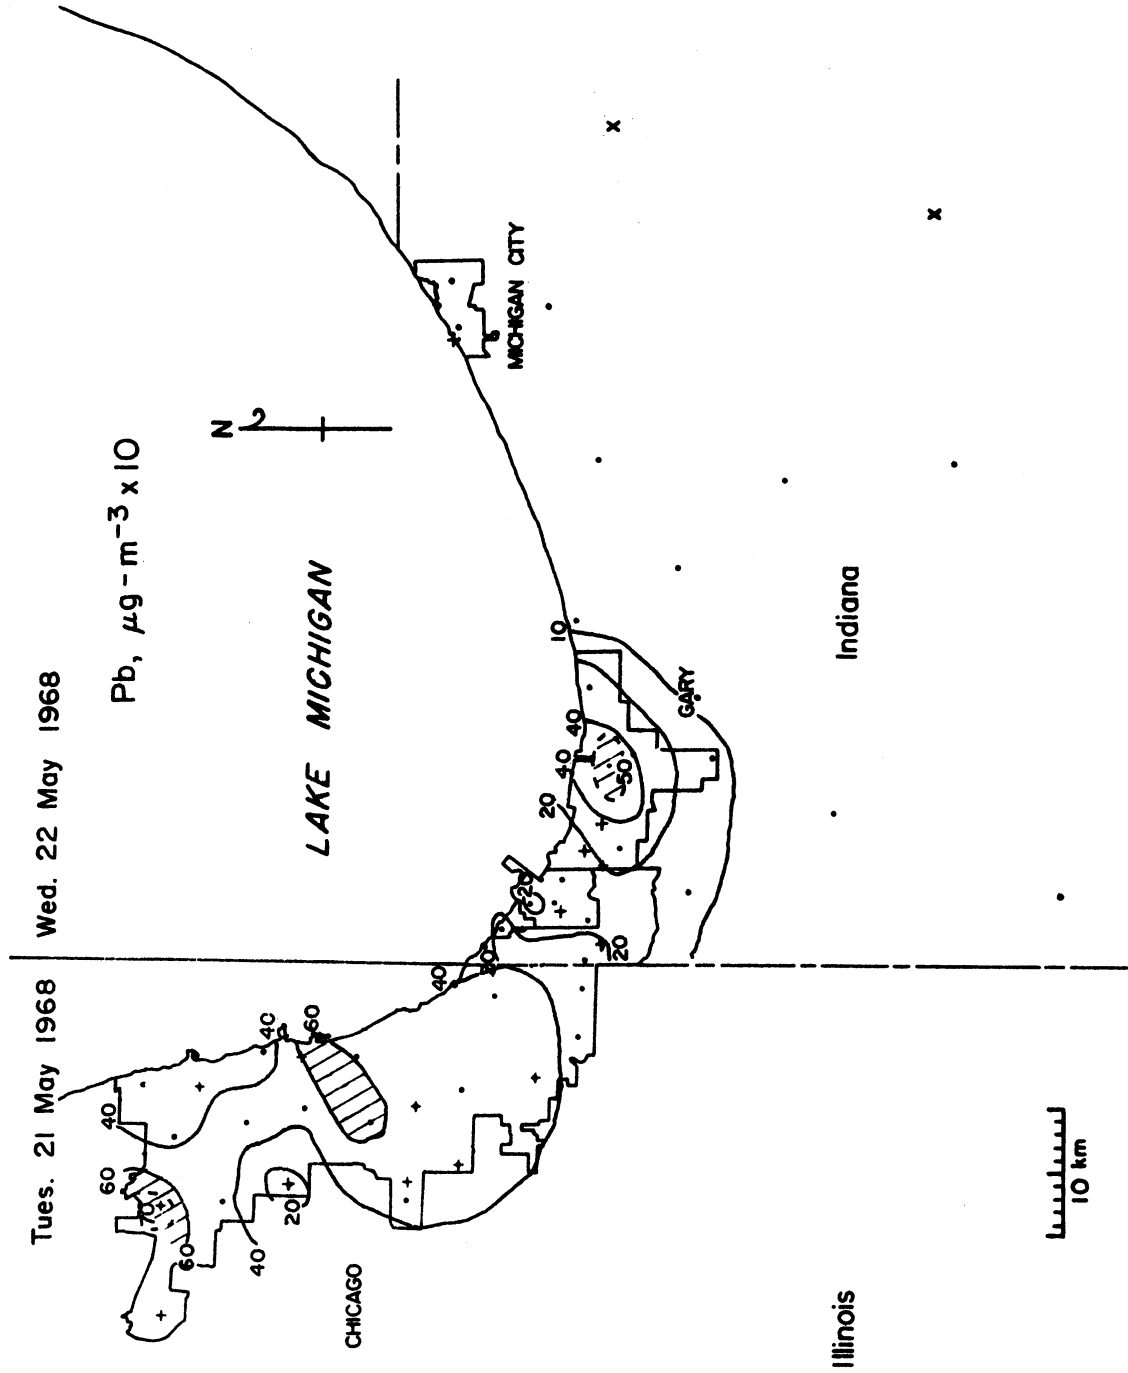 Tues. 21 May 1968
Wed. 22 May 1968
Pb, μg-m⁻³ x 10
N
LAKE MICHIGAN
MICHIGAN CITY
CHICAGO
GARY
Illinois
Indiana
10 km
60
70
60
40
40
20
40
60
40
20
20
20
20
40
40
50
10
x
x